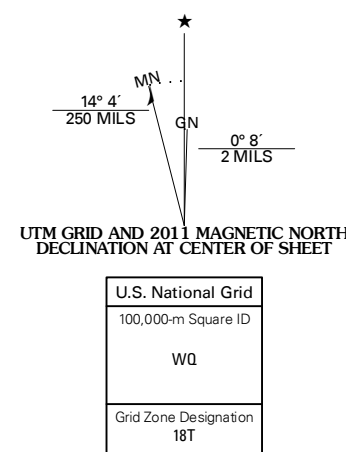 ★
MN
14° 4´
250 MILS
GN
0° 8´
2 MILS
UTM GRID AND 2011 MAGNETIC NORTH
DECLINATION AT CENTER OF SHEET
U.S. National Grid
100,000-m Square ID
WQ
Grid Zone Designation
18T